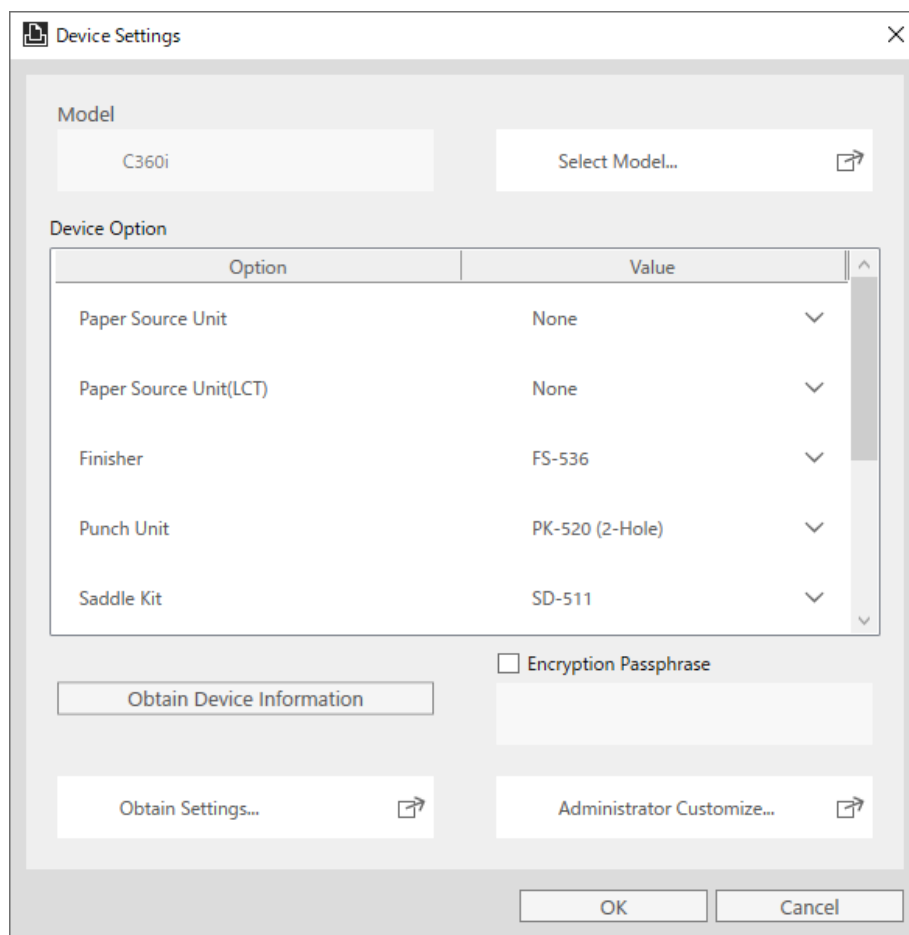 Device Settings
Model
C360i
Select Model...
Device Option
Option Value
Paper Source Unit None
Paper Source Unit(LCT) None
Finisher FS-536
Punch Unit PK-520 (2-Hole)
Saddle Kit SD-511
Encryption Passphrase
Obtain Device Information
Obtain Settings...
Administrator Customize...
OK Cancel